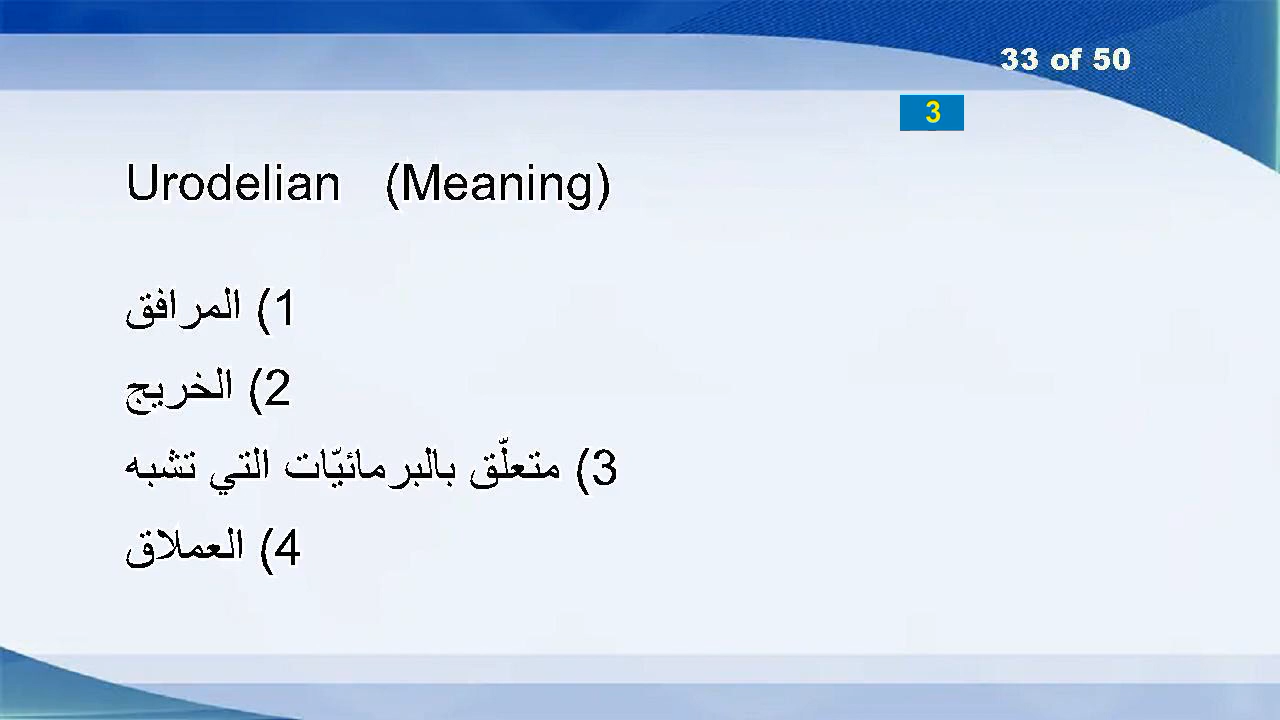 33 of 50
3
Urodelian (Meaning)
1) المرافق
2) الخريج
3) متعلّق بالبرمائيّات التي تشبه
4) العملاق